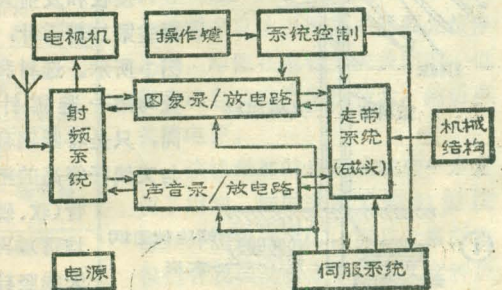 电视机
操作键
系统控制
图象录/放电路
射频系统
走带系统(磁头)
机械结构
声音录/放电路
电源
伺服系统